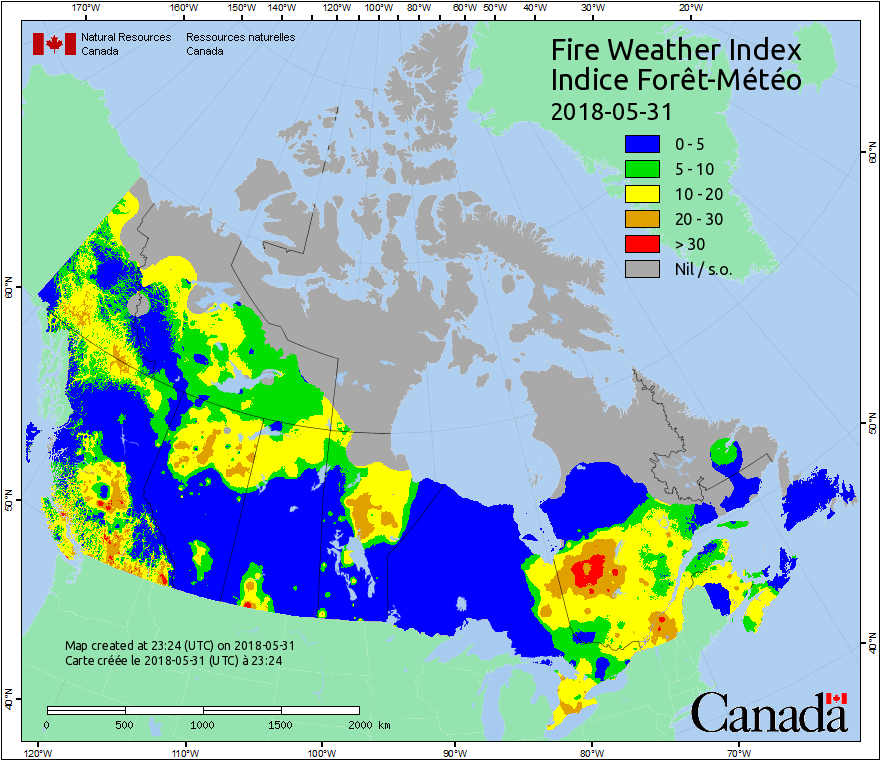 170°W 160°W 150°W 140°W 130°W 120°W 110°W 100°W 90°W 80°W 70°W 60°W 50°W 40°W 30°W 20°W
Natural Resources Ressources naturelles
Canada Canada
Fire Weather Index
Indice Forêt-Météo
2018-05-31
0 - 5
5 - 10
10 - 20
20 - 30
> 30
Nil / s.o.
60°N
60°N
50°N
50°N
40°N
40°N
Map created at 23:24 (UTC) on 2018-05-31
Carte créée le 2018-05-31 (UTC) à 23:24
0 500 1000 1500 2000 km
Canada
120°W 110°W 100°W 90°W 80°W 70°W